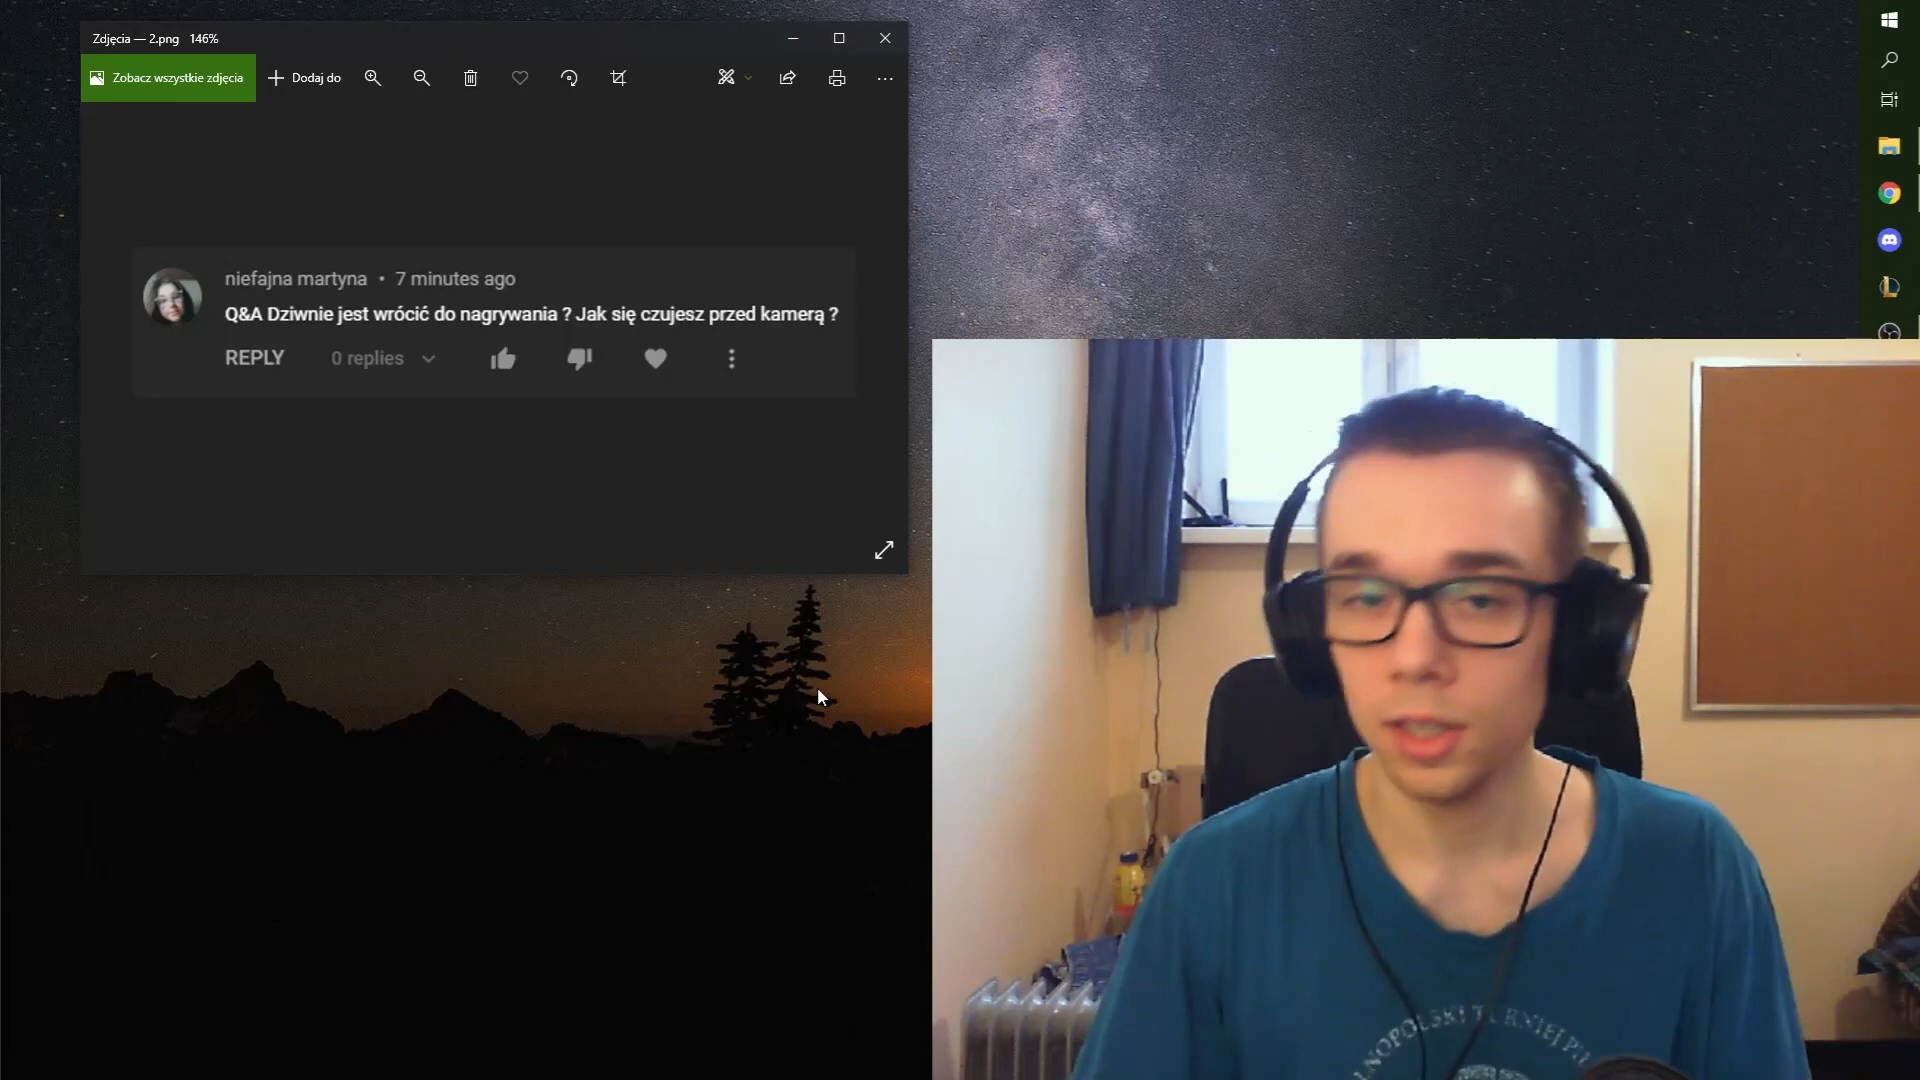 Zdjęcia — 2.png 146%
Zobacz wszystkie zdjęcia
Dodaj do
niefajna martyna • 7 minutes ago
Q&A Dziwnie jest wrócić do nagrywania ? Jak się czujesz przed kamerą ?
REPLY 0 replies